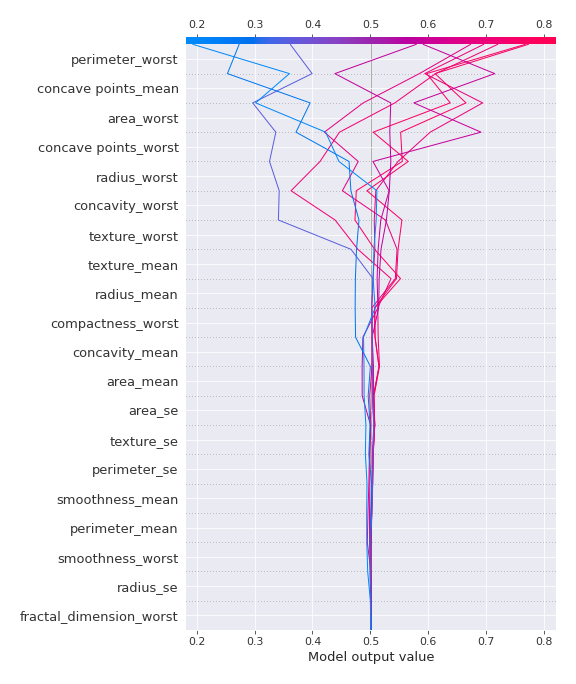 0.2 0.3 0.4 0.5 0.6 0.7 0.8
perimeter_worst
concave points_mean
area_worst
concave points_worst
radius_worst
concavity_worst
texture_worst
texture_mean
radius_mean
compactness_worst
concavity_mean
area_mean
area_se
texture_se
perimeter_se
smoothness_mean
perimeter_mean
smoothness_worst
radius_se
fractal_dimension_worst
0.2 0.3 0.4 0.5 0.6 0.7 0.8
Model output value